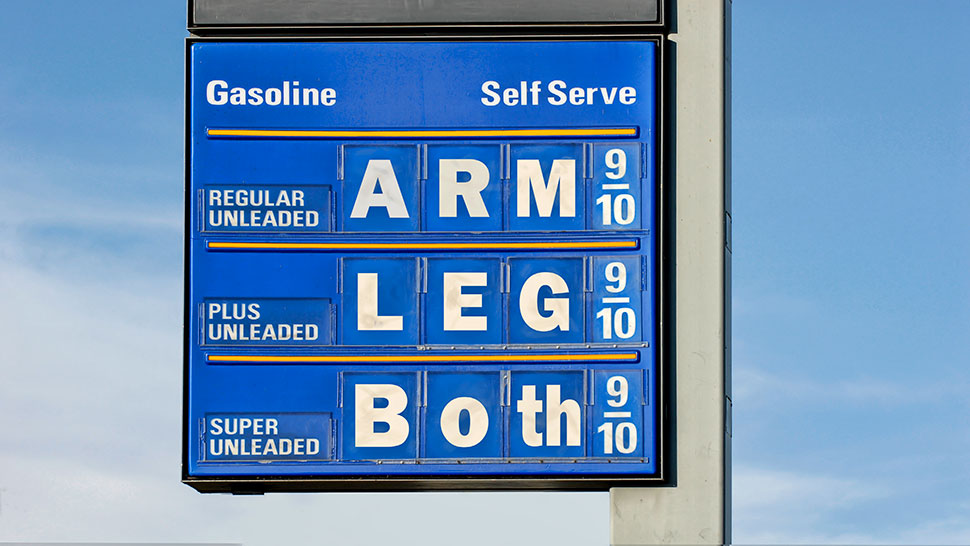 Gasoline Self Serve
REGULAR
UNLEADED
ARM 9/10
PLUS
UNLEADED
LEG 9/10
SUPER
UNLEADED
Both 9/10